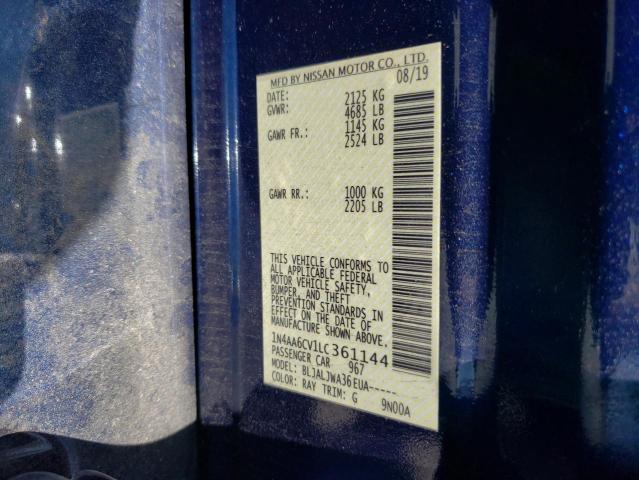 MFD BY NISSAN MOTOR CO., LTD.
DATE: 08/19
GVWR: 2125 KG
4685 LB
GAWR FR.: 1145 KG
2524 LB
GAWR RR.: 1000 KG
2205 LB
THIS VEHICLE CONFORMS TO
ALL APPLICABLE FEDERAL
MOTOR VEHICLE SAFETY,
BUMPER, AND THEFT
PREVENTION STANDARDS IN
EFFECT ON THE DATE OF
MANUFACTURE SHOWN ABOVE.
1N4AA6CV1LC361144
PASSENGER CAR 967
MODEL: BLJALJWA36EUA-----
COLOR: RAY TRIM: G 9N00A